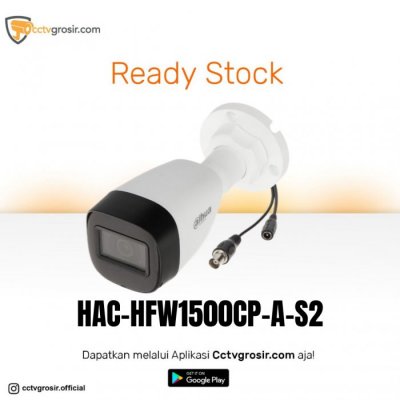 cctvgrosir.com
Ready Stock
alhua
HAC-HFW1500CP-A-S2
Dapatkan melalui Aplikasi Cctvgrosir.com aja!
cctvgrosir.official
GET IT ON
Google Play